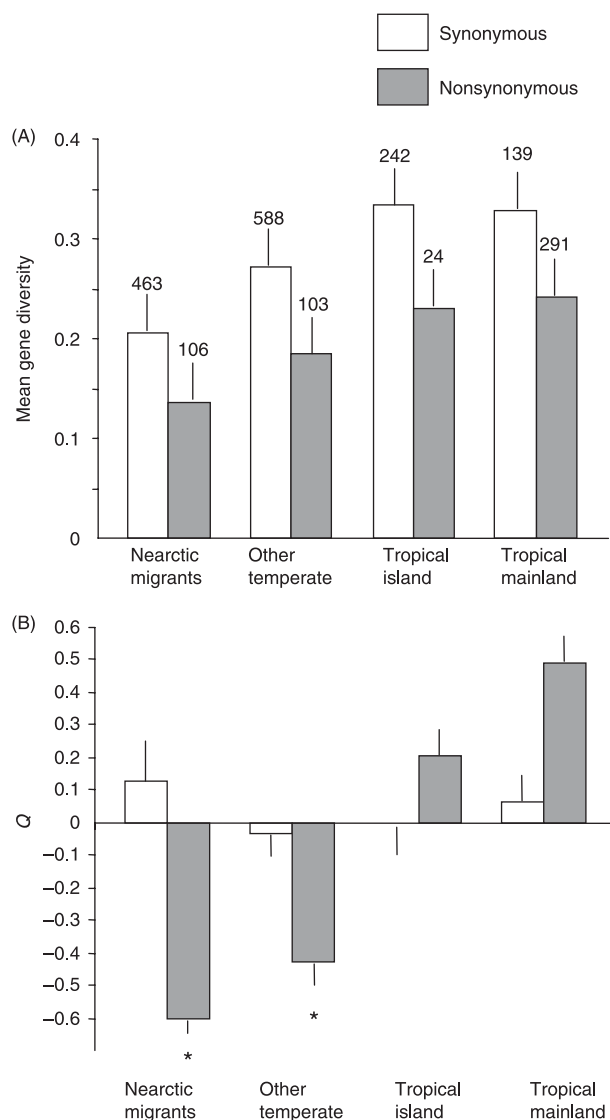 Synonymous
Nonsynonymous
(A)
0.4
0.3
0.2
0.1
0
Mean gene diversity
463
106
588
103
242
24
139
291
Nearctic
migrants
Other
temperate
Tropical
island
Tropical
mainland
(B)
0.6
0.5
0.4
0.3
0.2
0.1
0
−0.1
−0.2
−0.3
−0.4
−0.5
−0.6
Q
*
*
Nearctic
migrants
Other
temperate
Tropical
island
Tropical
mainland